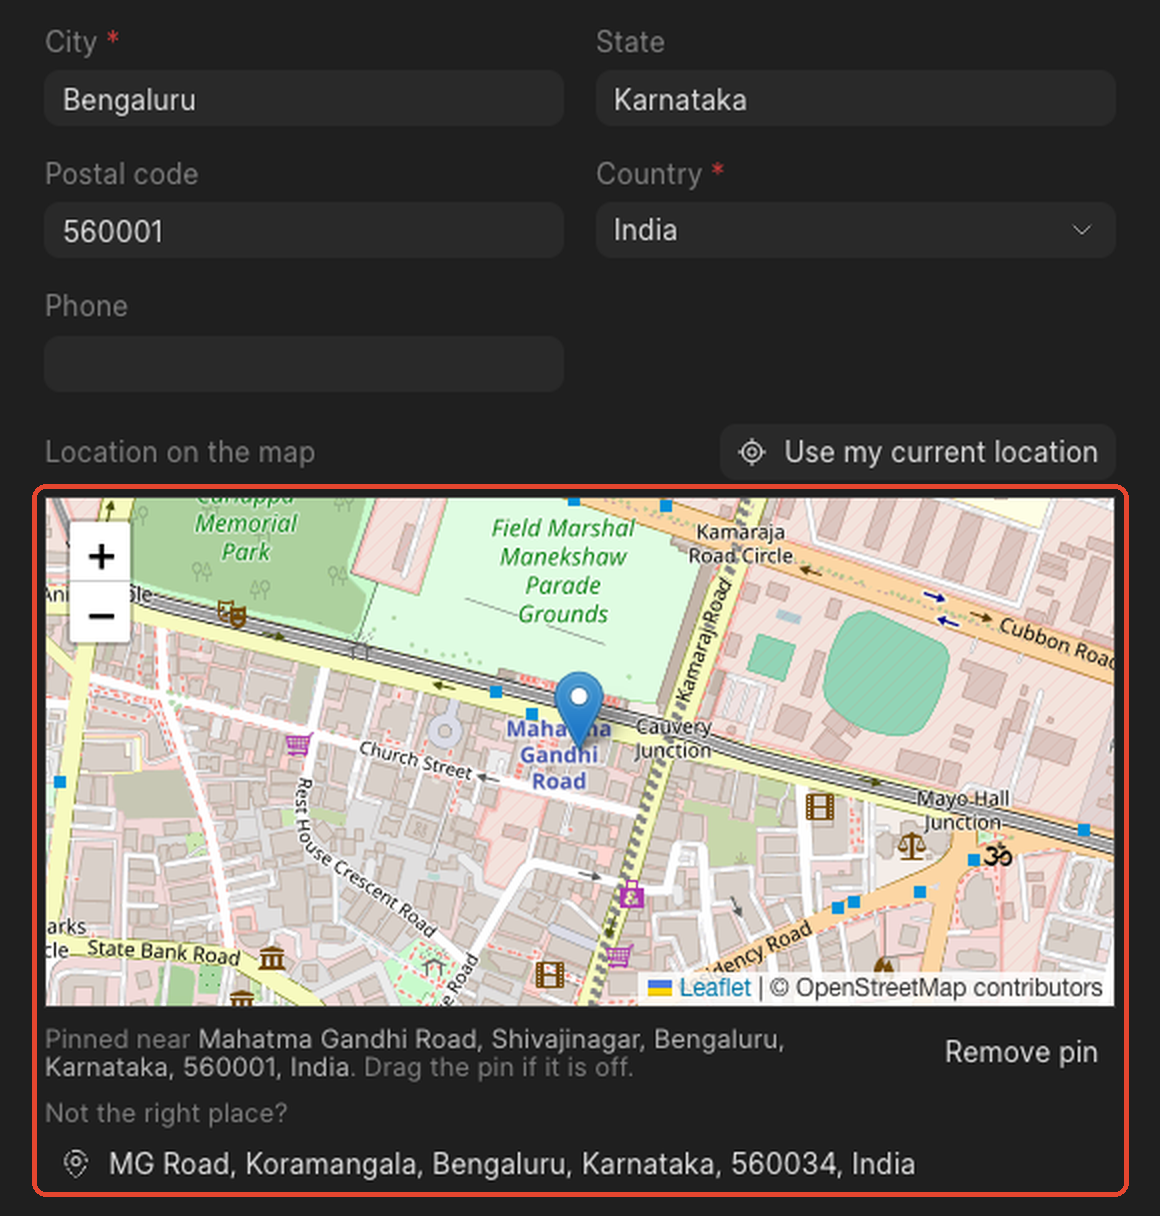 City *
State
Bengaluru
Karnataka
Postal code
Country *
560001
India
Phone
Location on the map
Use my current location
Memorial
Park
Field Marshal
Manekshaw
Parade
Grounds
Kamaraja
Road Circle
+
−
Cubbon Road
Kamaraj Road
Mahatma
Gandhi
Road
Cauvery
Junction
Church Street
Rest House Crescent Road
Mayo Hall
Junction
ॐ
State Bank Road
Road
Leaflet | © OpenStreetMap contributors
Pinned near Mahatma Gandhi Road, Shivajinagar, Bengaluru,
Karnataka, 560001, India. Drag the pin if it is off.
Remove pin
Not the right place?
MG Road, Koramangala, Bengaluru, Karnataka, 560034, India